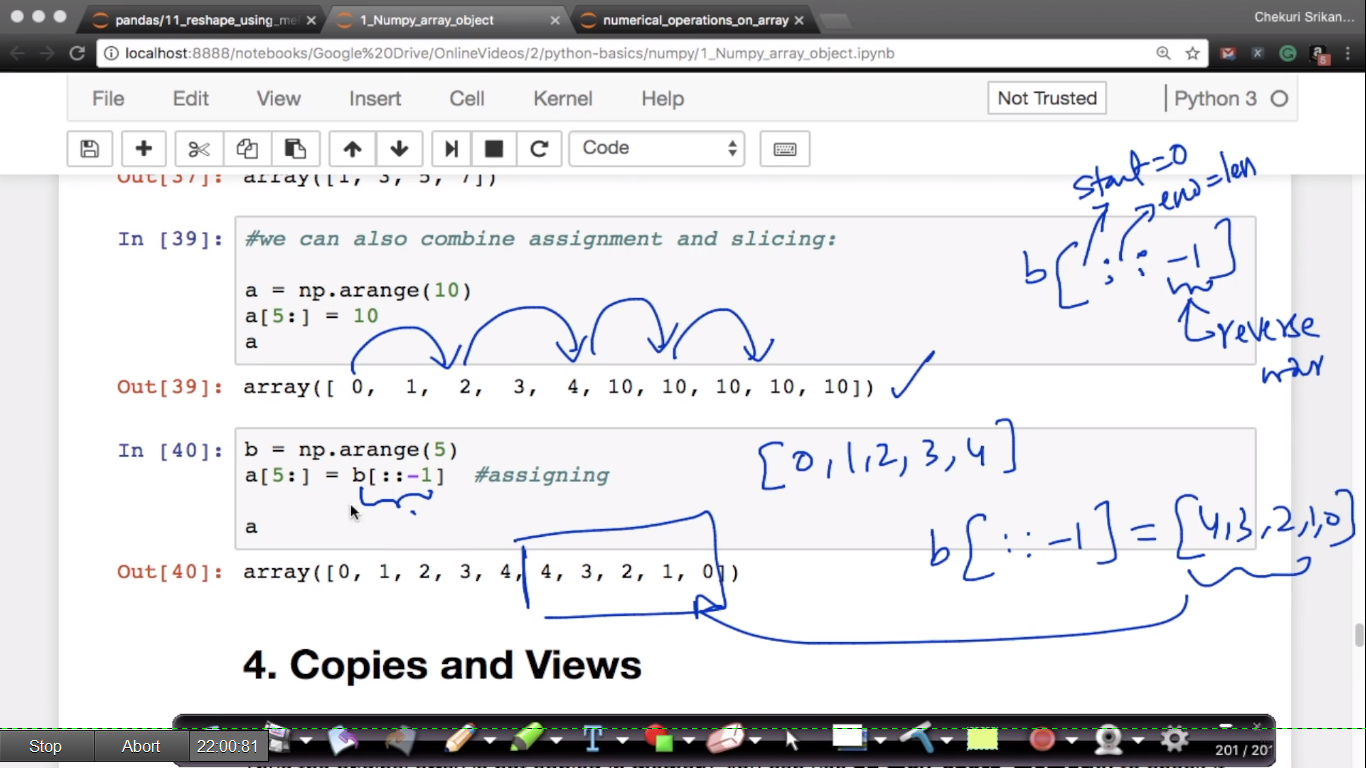 pandas/11_reshape_using_me
1_Numpy_array_object
numerical_operations_on_array
Chekuri Srikan...
localhost:8888/notebooks/Google%20Drive/OnlineVideos/2/python-basics/numpy/1_Numpy_array_object.ipynb
File Edit View Insert Cell Kernel Help Not Trusted Python 3
Code
Out[37]: array([1, 3, 5, 7])
start=0
end=len
b[ : : -1 ]
reverse
In [39]: #we can also combine assignment and slicing:
a = np.arange(10)
a[5:] = 10
a
Out[39]: array([ 0, 1, 2, 3, 4, 10, 10, 10, 10, 10])
In [40]: b = np.arange(5)
a[5:] = b[::-1] #assigning
a
[0,1,2,3,4]
b[::-1] = [4,3,2,1,0]
Out[40]: array([0, 1, 2, 3, 4, 4, 3, 2, 1, 0])
4. Copies and Views
Stop Abort 22:00:81
201 / 201